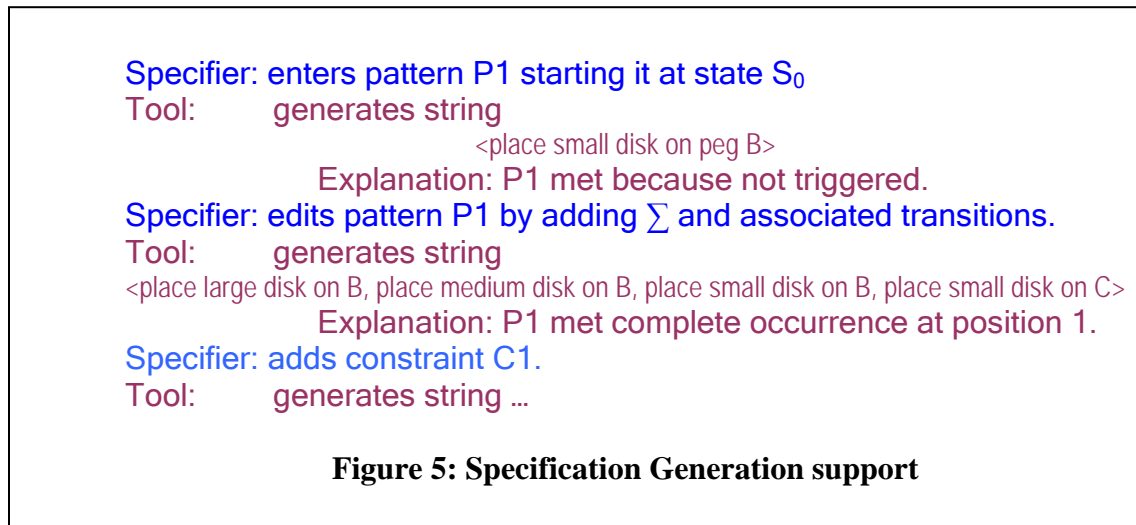 Specifier: enters pattern P1 starting it at state S₀
Tool: generates string
<place small disk on peg B>
Explanation: P1 met because not triggered.
Specifier: edits pattern P1 by adding ∑ and associated transitions.
Tool: generates string
<place large disk on B, place medium disk on B, place small disk on B, place small disk on C>
Explanation: P1 met complete occurrence at position 1.
Specifier: adds constraint C1.
Tool: generates string ...
Figure 5: Specification Generation support